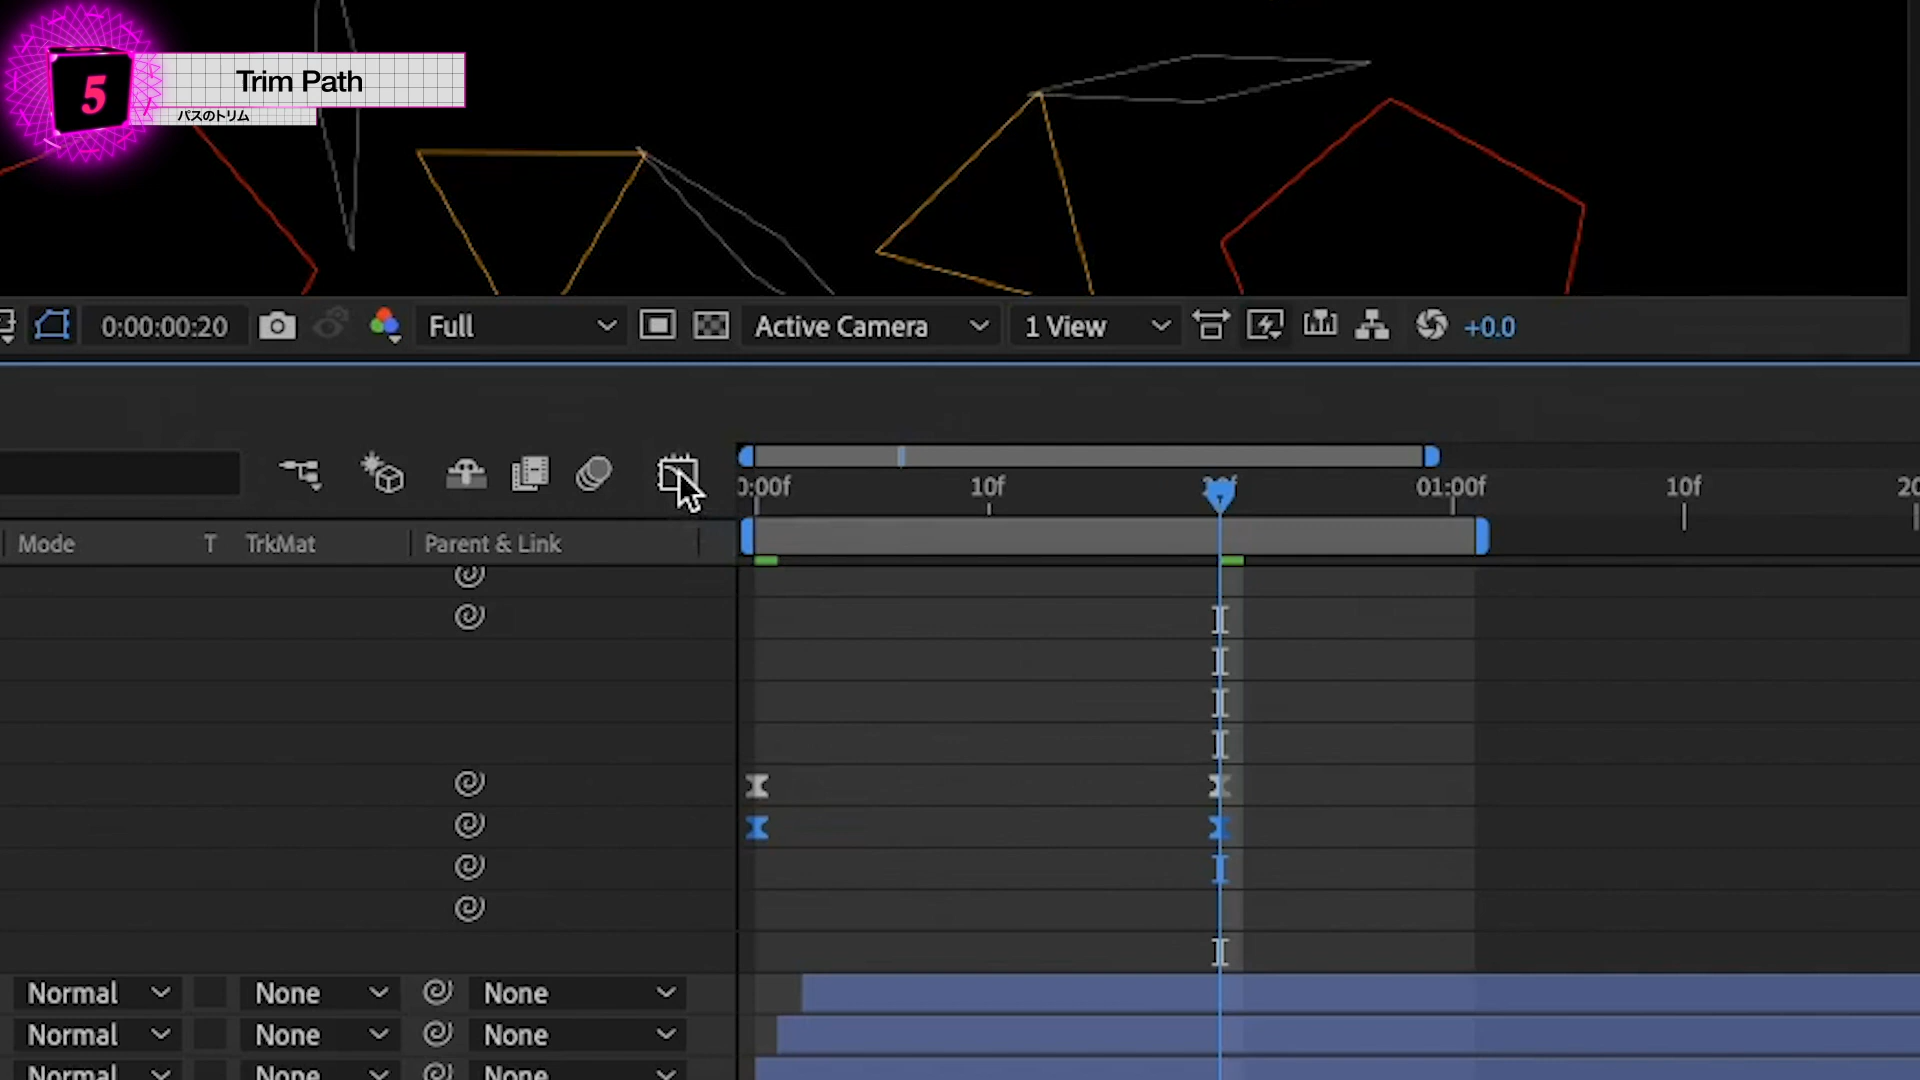 5
Trim Path
パスのトリム
0:00:00:20 Full Active Camera 1 View +0.0
0:00f 10f 01:00f 10f 20
Mode T TrkMat Parent & Link
Normal None None
Normal None None
Normal None None